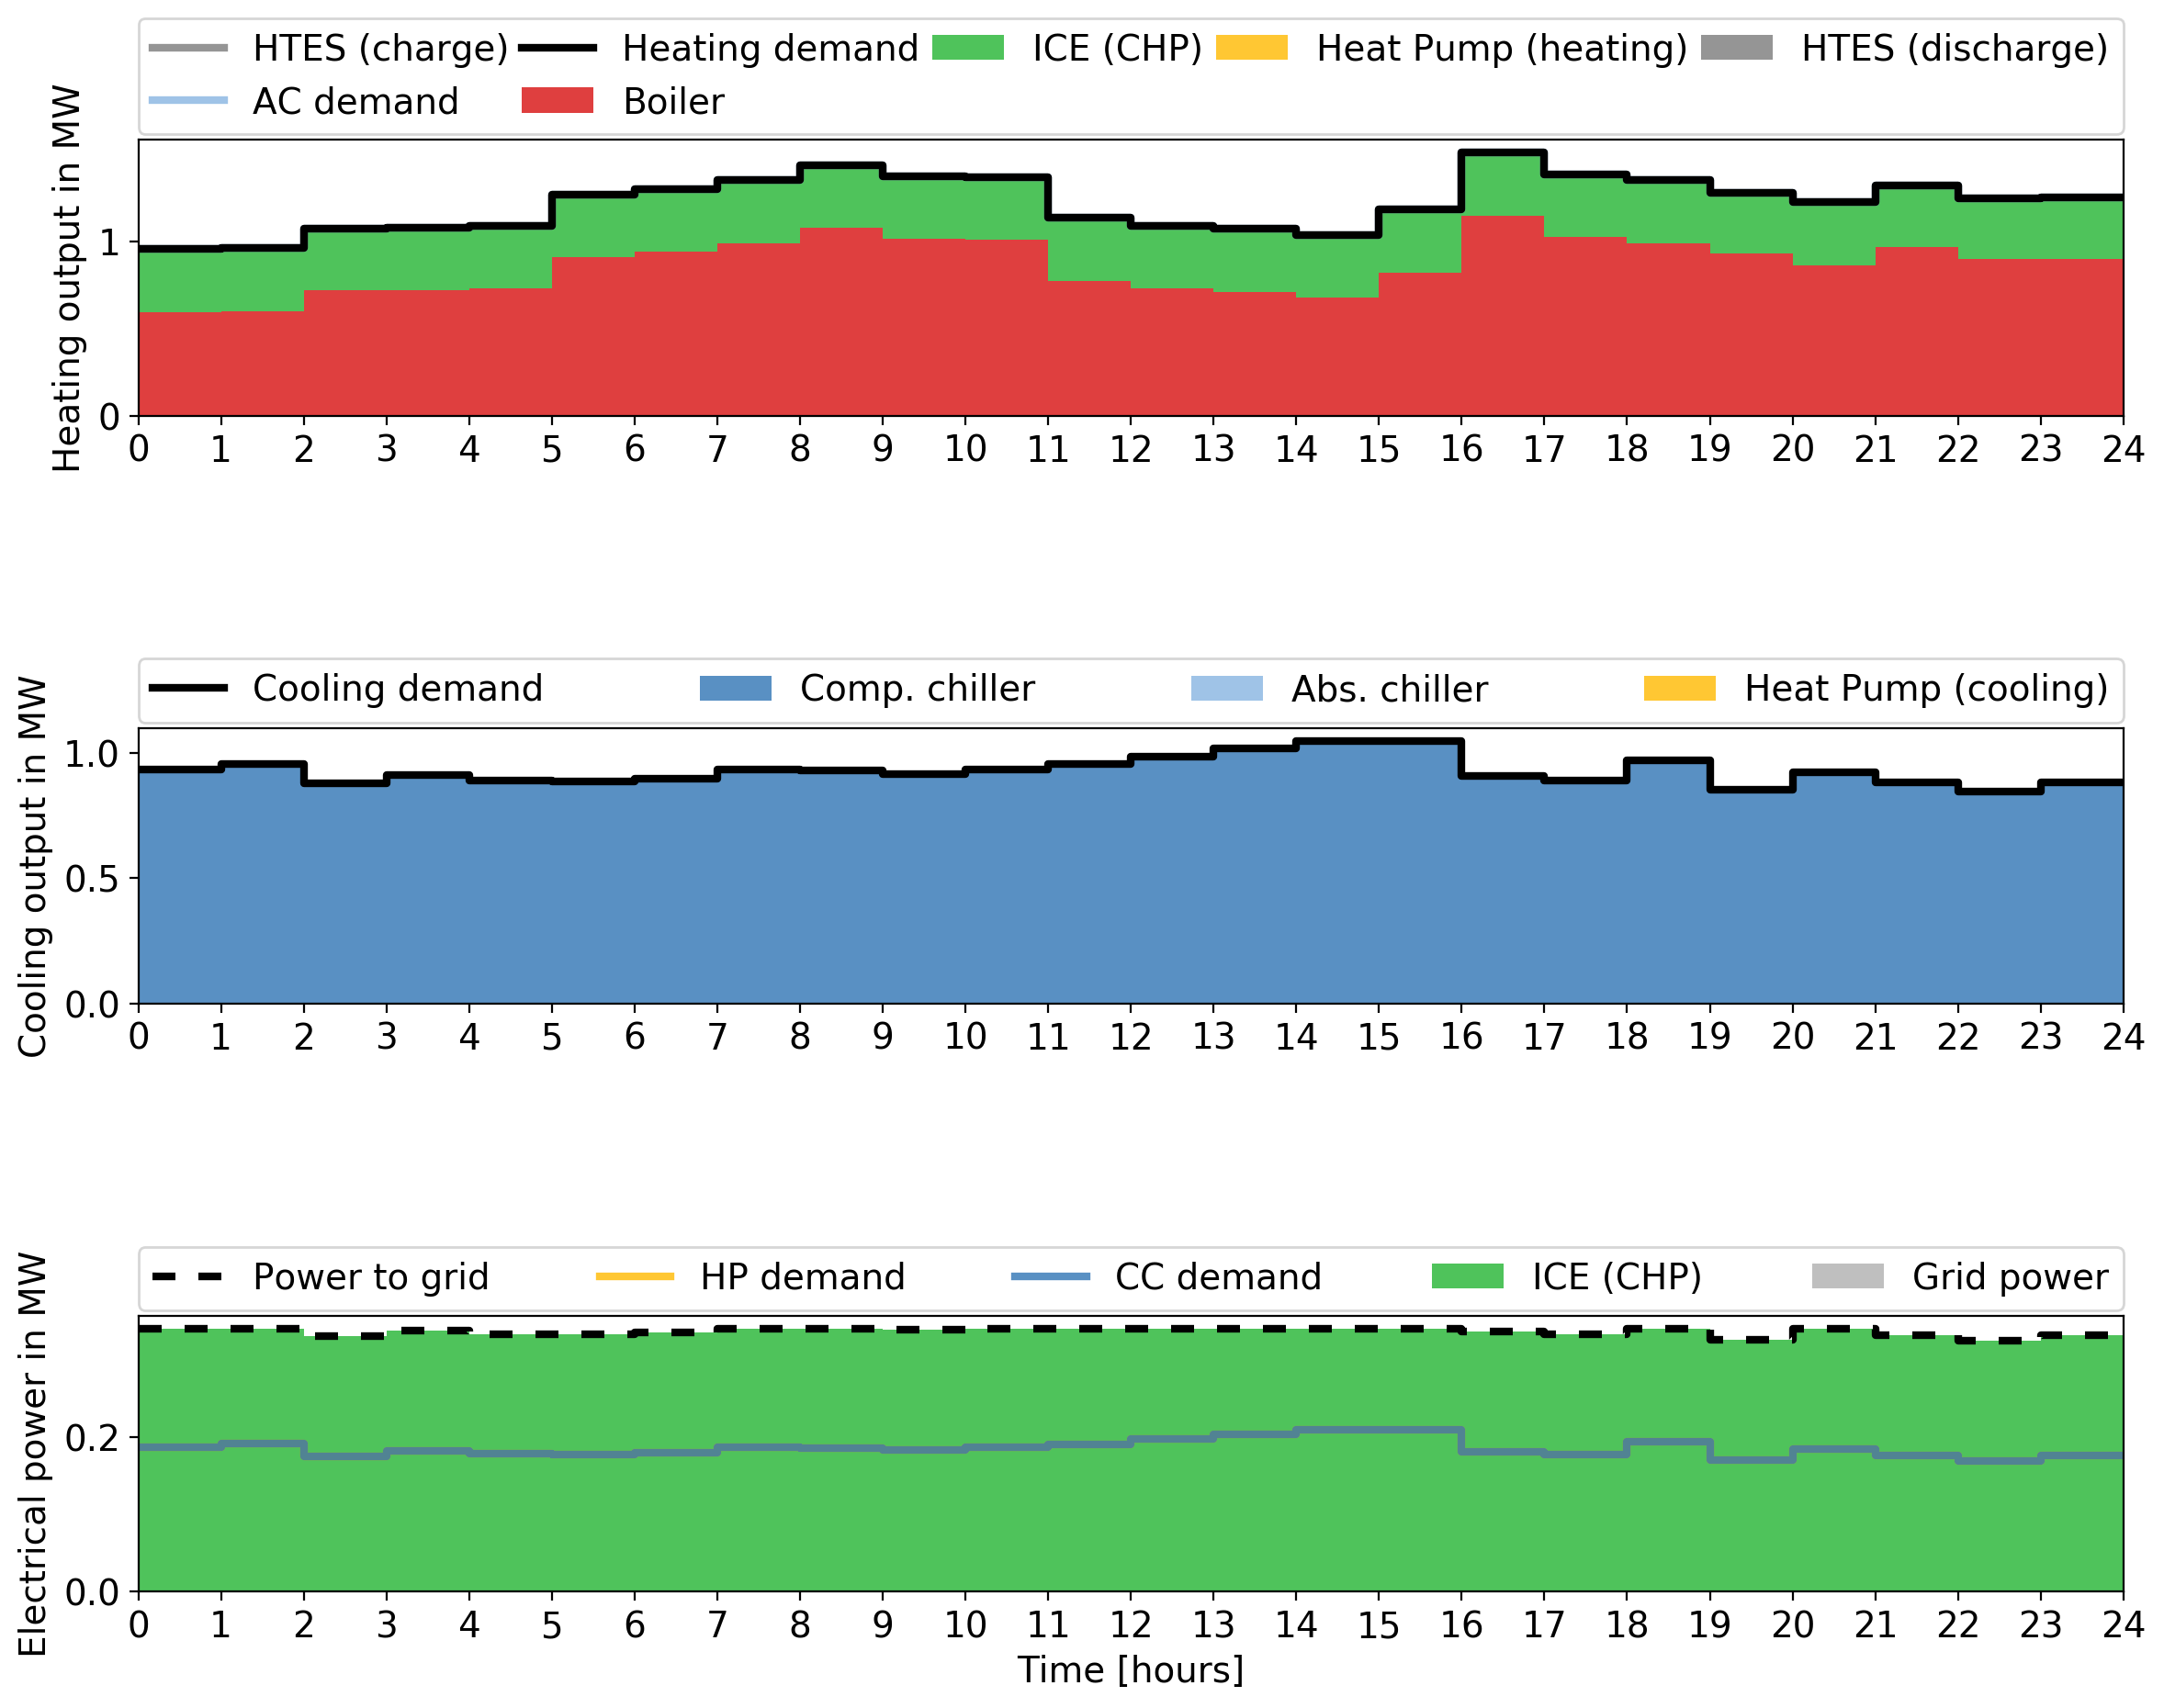 HTES (charge) Heating demand ICE (CHP) Heat Pump (heating) HTES (discharge)
AC demand Boiler
Heating output in MW
1
0
0 1 2 3 4 5 6 7 8 9 10 11 12 13 14 15 16 17 18 19 20 21 22 23 24
Cooling demand Comp. chiller Abs. chiller Heat Pump (cooling)
Cooling output in MW
1.0
0.5
0.0
0 1 2 3 4 5 6 7 8 9 10 11 12 13 14 15 16 17 18 19 20 21 22 23 24
Power to grid HP demand CC demand ICE (CHP) Grid power
Electrical power in MW
0.2
0.0
0 1 2 3 4 5 6 7 8 9 10 11 12 13 14 15 16 17 18 19 20 21 22 23 24
Time [hours]